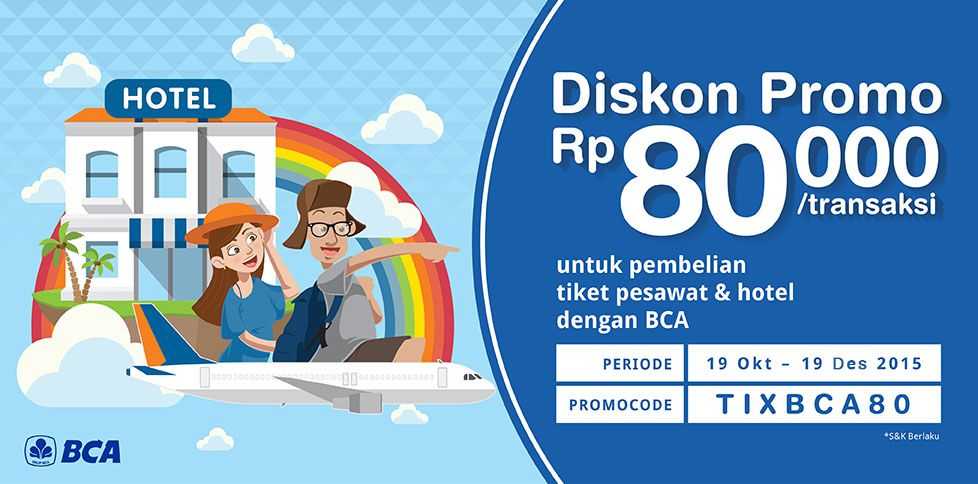 HOTEL
BCA
Diskon Promo
Rp 80 000
/transaksi
untuk pembelian
tiket pesawat & hotel
dengan BCA
PERIODE 19 Okt – 19 Des 2015
PROMOCODE TIXBCA80
*S&K Berlaku